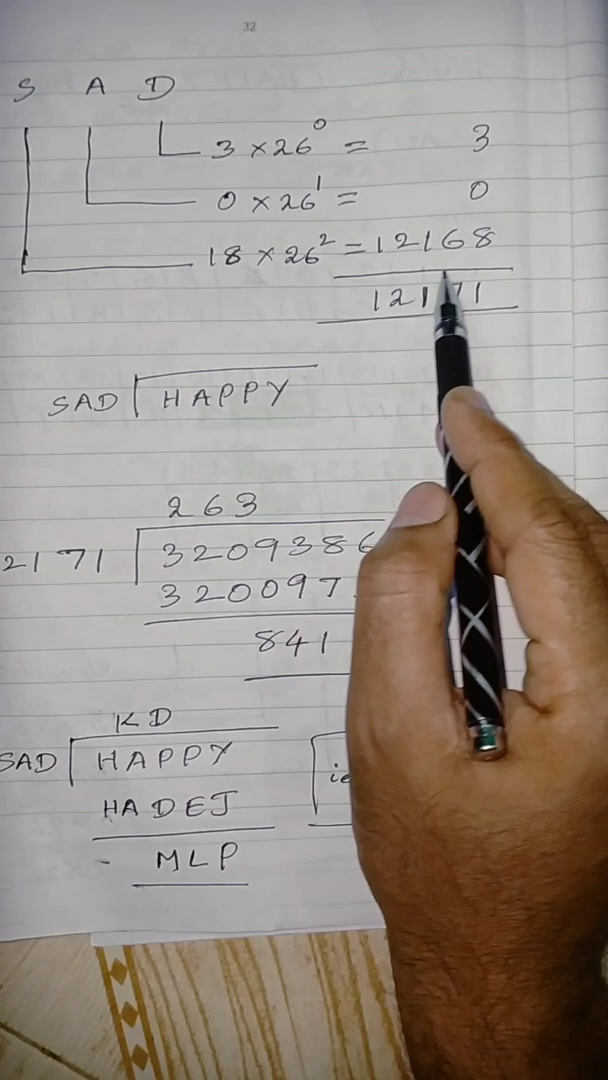 32
S A D
3 × 26⁰ = 3
0 × 26¹ = 0
18 × 26² = 12168
12171
SAD HAPPY
263
2171 3209386
320097
841
KD
SAD HAPPY
HADEJ
- MLP